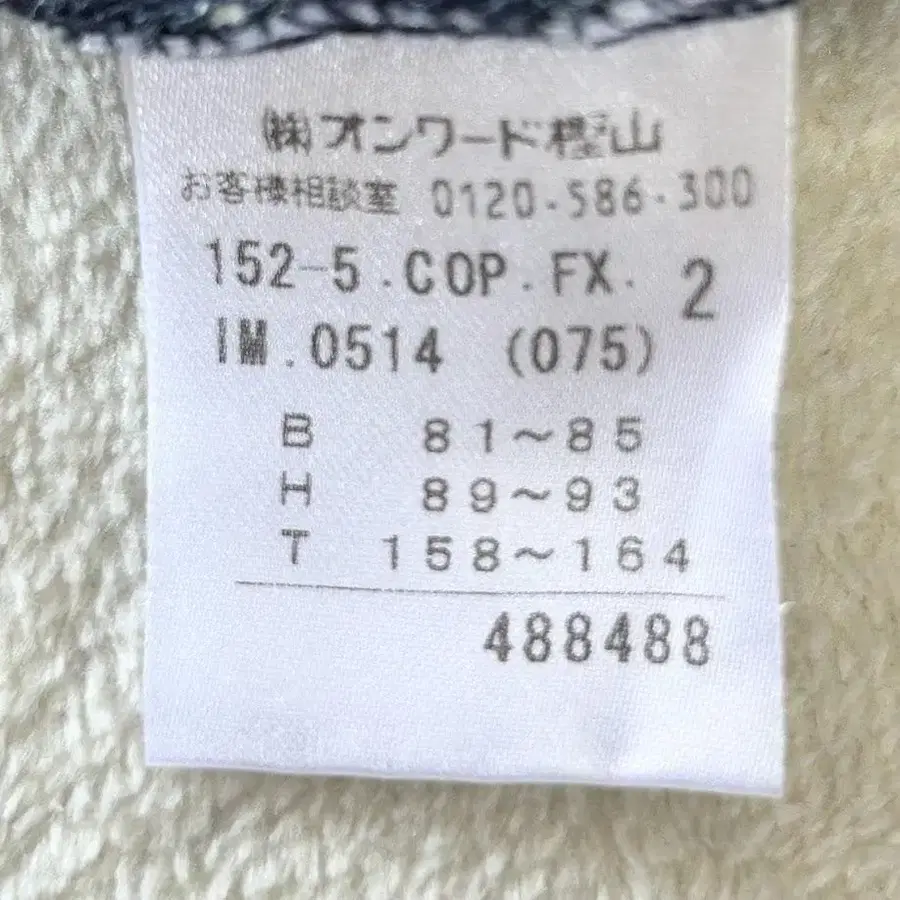 ㈱オンワード樫山
お客様相談室 0120-586-300
152-5.COP.FX. 2
IM.0514 (075)
B 81～85
H 89～93
T 158～164
488488